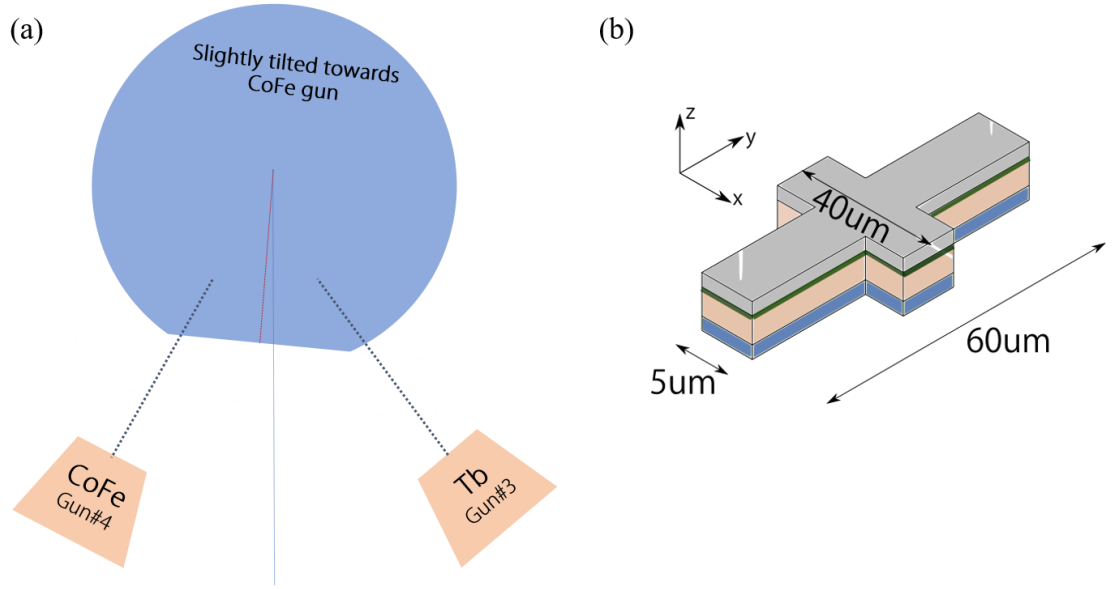 (a)
Slightly tilted towards
CoFe gun
CoFe
Gun#4
Tb
Gun#3
(b)
z
y
x
40um
5um
60um